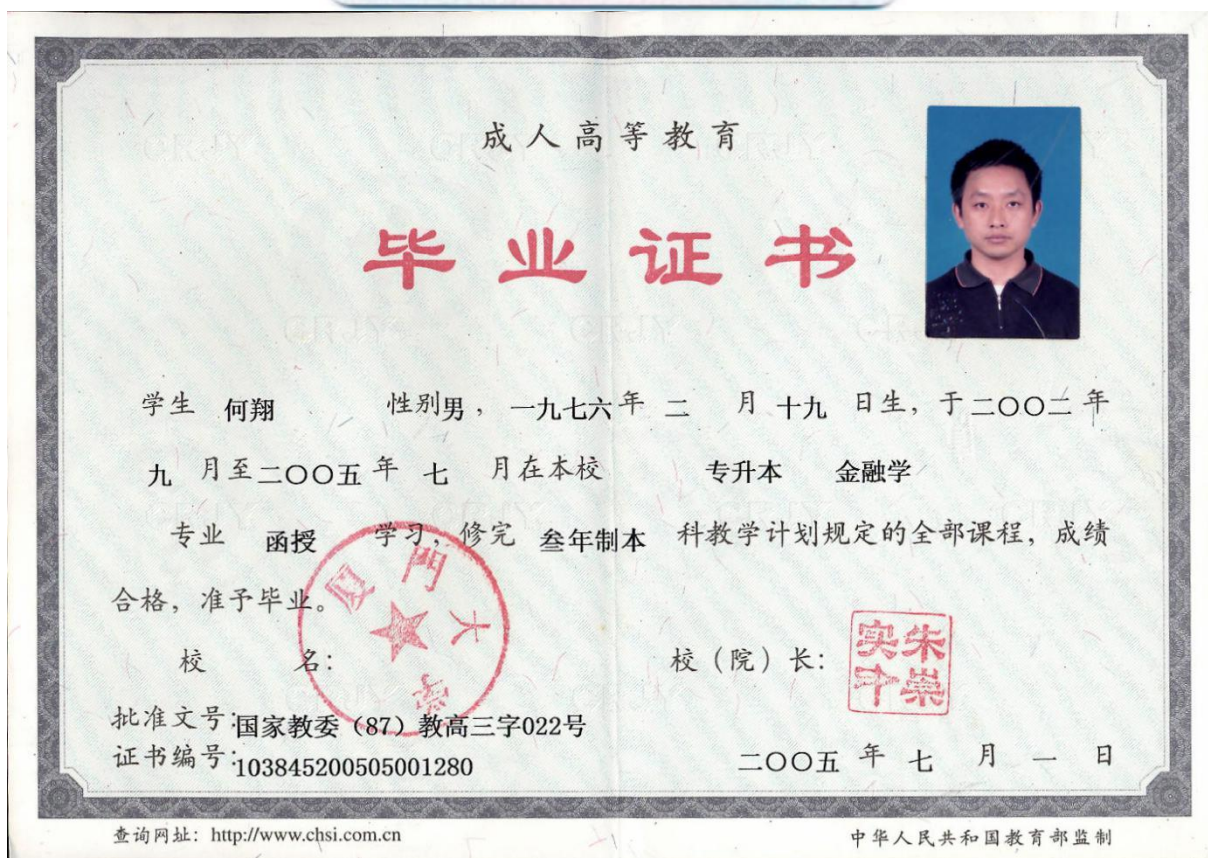 成人高等教育
毕业证书
学生 何翔 性别男，一九七六年 二 月 十九 日生，于二〇〇二年
九 月至二〇〇五 年 七 月在本校 专升本 金融学
专业 函授 学习，修完 叁年制本 科教学计划规定的全部课程，成绩
合格，准予毕业。
厦門大学
校 名：
校（院）长：
朱崇实印
批准文号：国家教委（87）教高三字022号
证书编号：103845200505001280
二〇〇五 年 七 月 一 日
查询网址：http://www.chsi.com.cn
中华人民共和国教育部监制